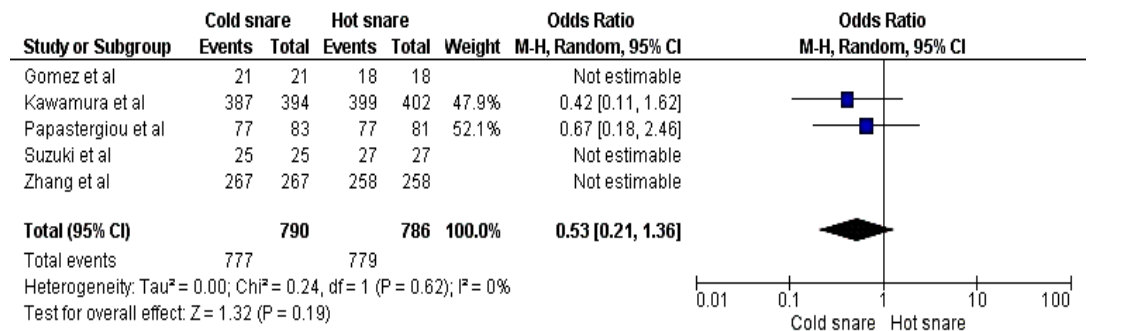 Cold snare Hot snare Odds Ratio Odds Ratio
Study or Subgroup Events Total Events Total Weight M-H, Random, 95% CI M-H, Random, 95% CI
Gomez et al 21 21 18 18 Not estimable
Kawamura et al 387 394 399 402 47.9% 0.42 [0.11, 1.62]
Papastergiou et al 77 83 77 81 52.1% 0.67 [0.18, 2.46]
Suzuki et al 25 25 27 27 Not estimable
Zhang et al 267 267 258 258 Not estimable
Total (95% CI) 790 786 100.0% 0.53 [0.21, 1.36]
Total events 777 779
Heterogeneity: Tau² = 0.00; Chi² = 0.24, df = 1 (P = 0.62); I² = 0%
Test for overall effect: Z = 1.32 (P = 0.19)
0.01 0.1 1 10 100
Cold snare Hot snare